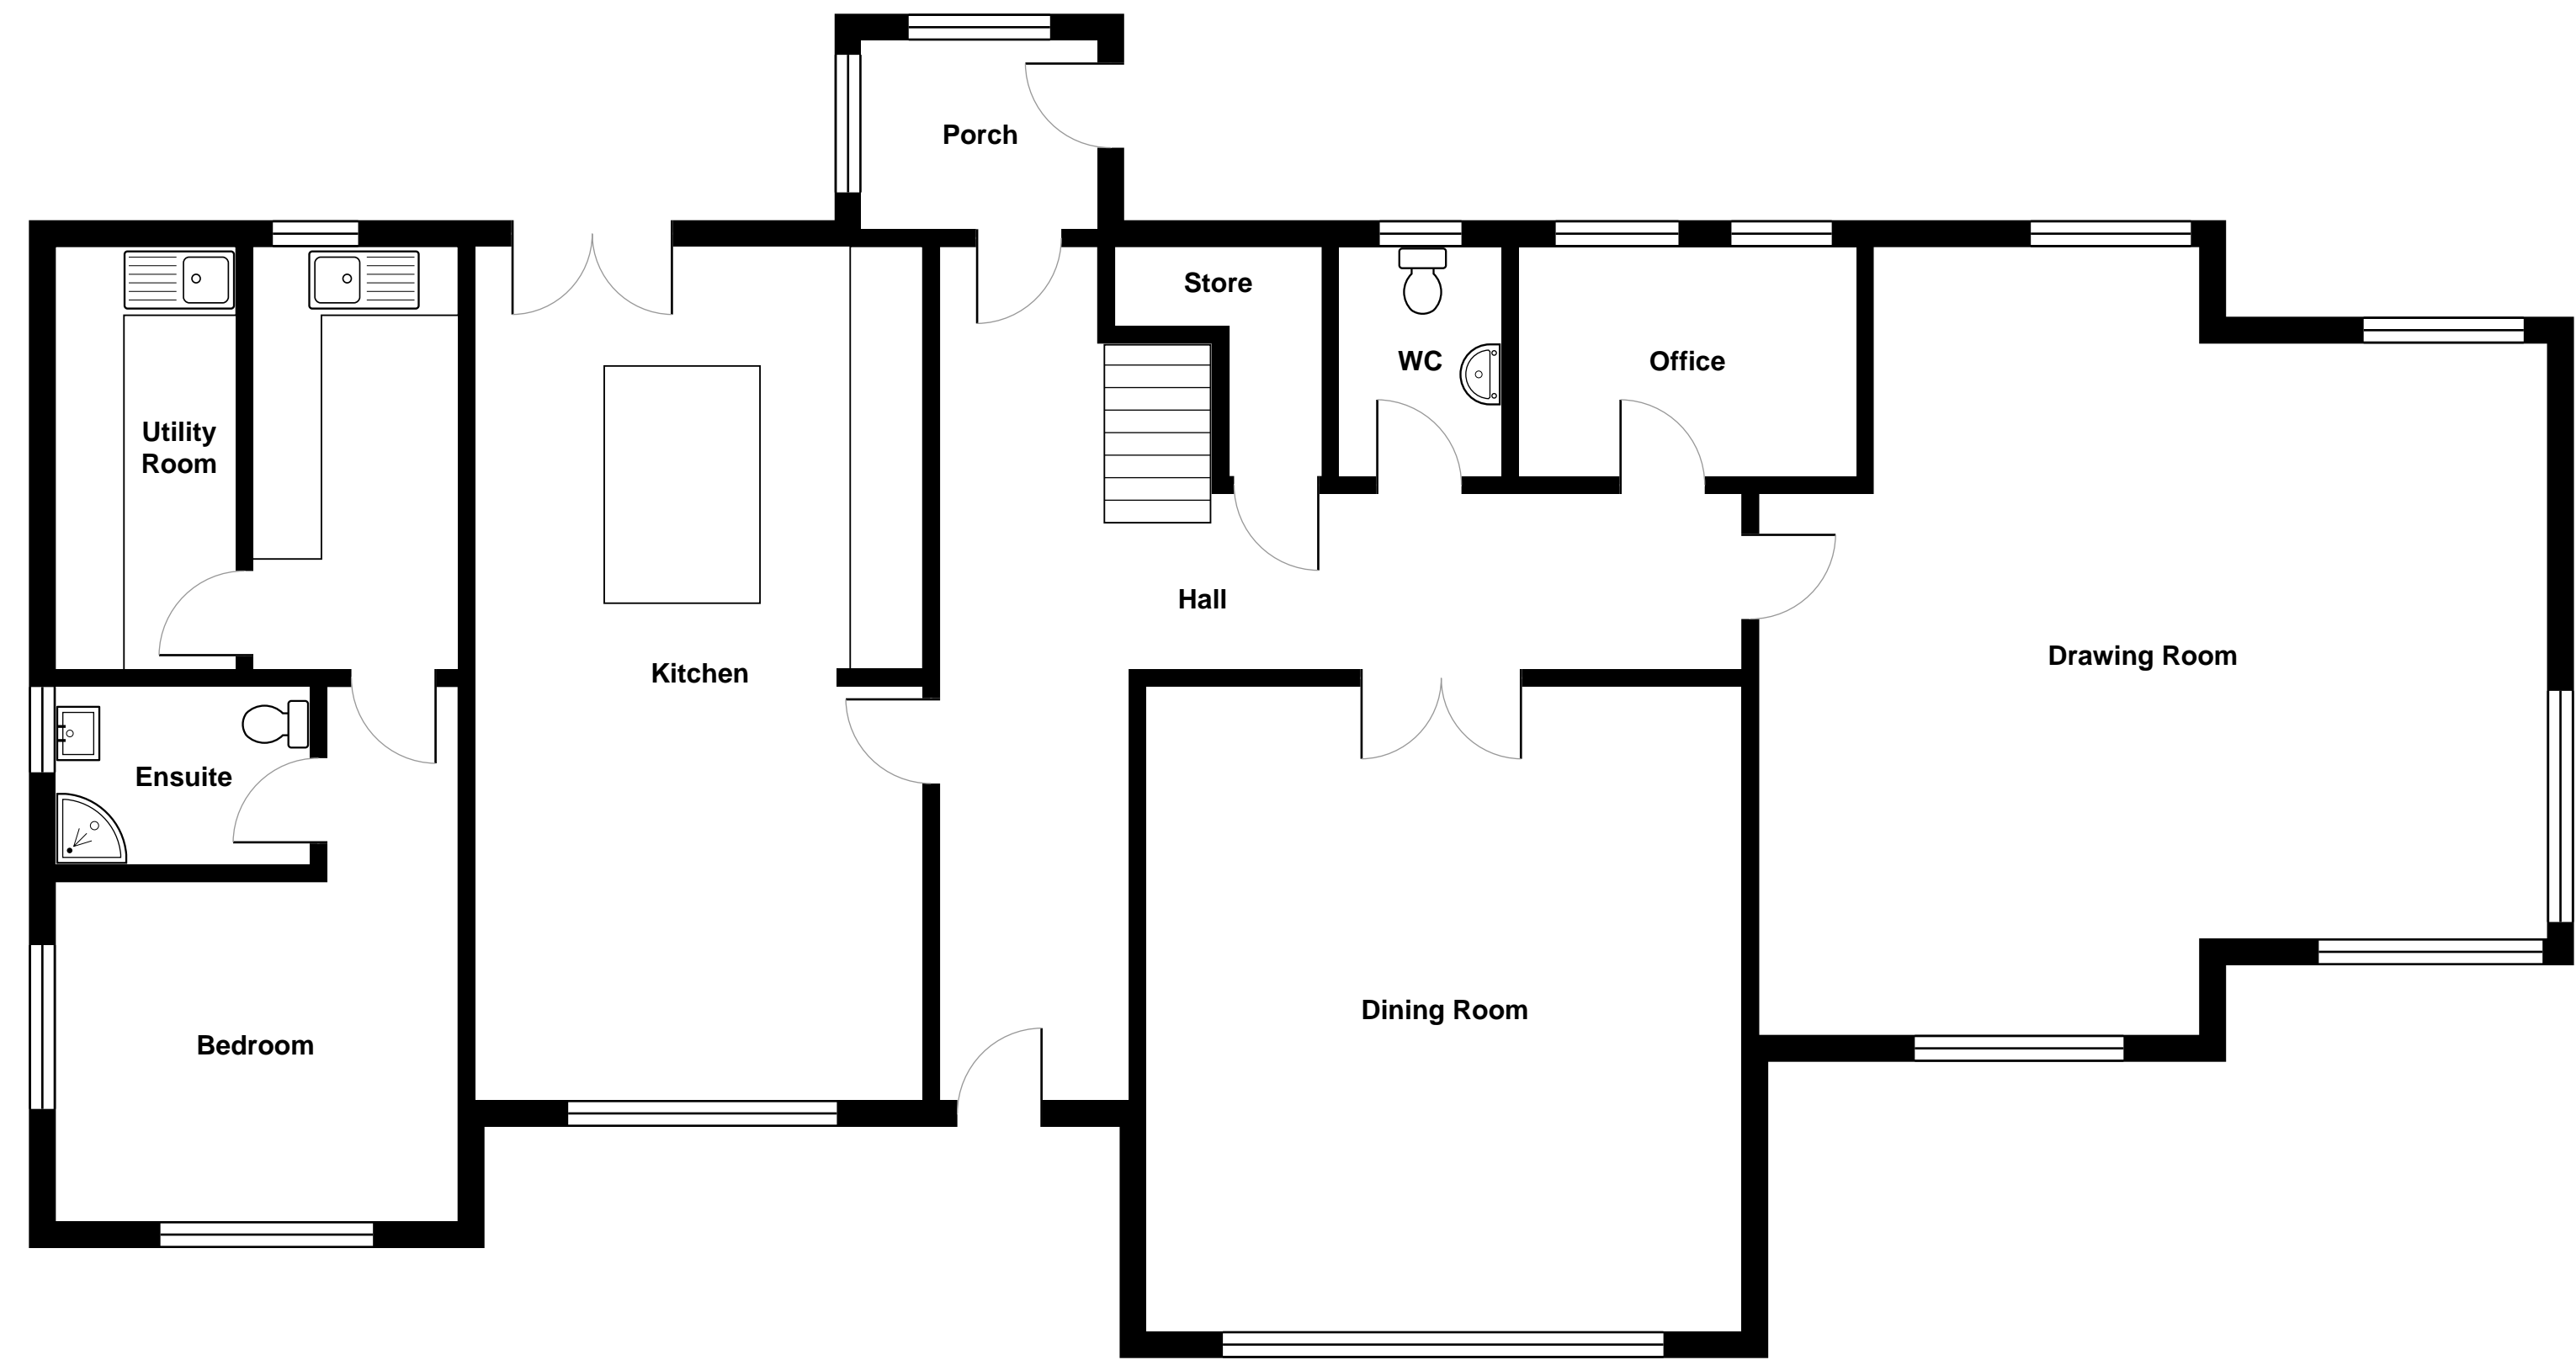 Porch
Store
WC
Office
Utility
Room
Hall
Drawing Room
Kitchen
Ensuite
Dining Room
Bedroom